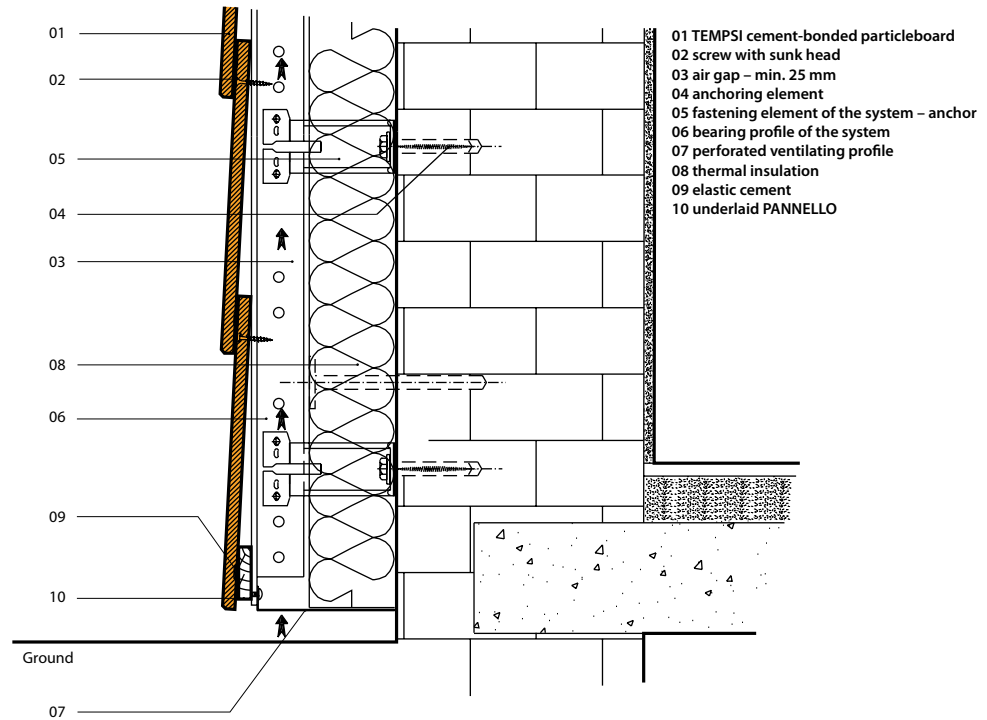 01
02
05
04
03
08
06
09
10
Ground
07
01 TEMPSI cement-bonded particleboard
02 screw with sunk head
03 air gap – min. 25 mm
04 anchoring element
05 fastening element of the system – anchor
06 bearing profile of the system
07 perforated ventilating profile
08 thermal insulation
09 elastic cement
10 underlaid PANNELLO